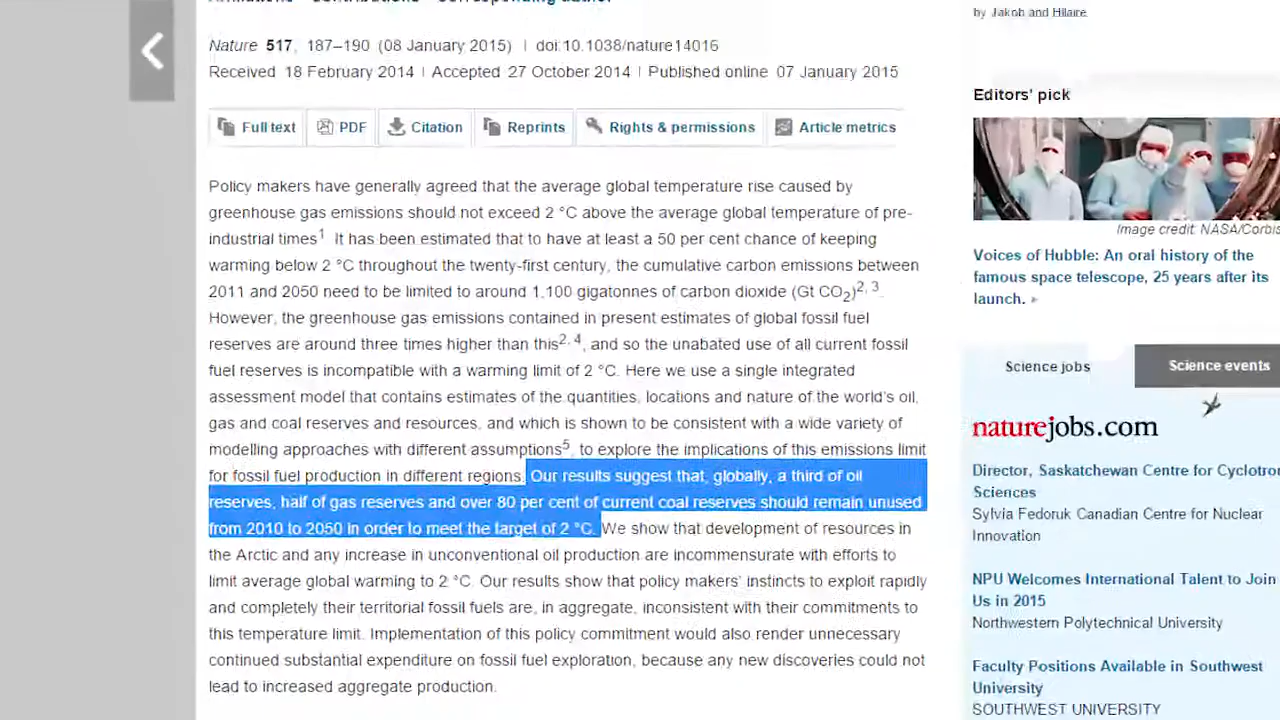 by Jakob and Hilaire
Nature 517, 187–190 (08 January 2015) | doi:10.1038/nature14016
Received 18 February 2014 | Accepted 27 October 2014 | Published online 07 January 2015
Full text PDF Citation Reprints Rights & permissions Article metrics
Policy makers have generally agreed that the average global temperature rise caused by
greenhouse gas emissions should not exceed 2 °C above the average global temperature of pre-
industrial times1. It has been estimated that to have at least a 50 per cent chance of keeping
warming below 2 °C throughout the twenty-first century, the cumulative carbon emissions between
2011 and 2050 need to be limited to around 1,100 gigatonnes of carbon dioxide (Gt CO2)2, 3.
However, the greenhouse gas emissions contained in present estimates of global fossil fuel
reserves are around three times higher than this2, 4, and so the unabated use of all current fossil
fuel reserves is incompatible with a warming limit of 2 °C. Here we use a single integrated
assessment model that contains estimates of the quantities, locations and nature of the world's oil,
gas and coal reserves and resources, and which is shown to be consistent with a wide variety of
modelling approaches with different assumptions5, to explore the implications of this emissions limit
for fossil fuel production in different regions. Our results suggest that, globally, a third of oil
reserves, half of gas reserves and over 80 per cent of current coal reserves should remain unused
from 2010 to 2050 in order to meet the target of 2 °C. We show that development of resources in
the Arctic and any increase in unconventional oil production are incommensurate with efforts to
limit average global warming to 2 °C. Our results show that policy makers' instincts to exploit rapidly
and completely their territorial fossil fuels are, in aggregate, inconsistent with their commitments to
this temperature limit. Implementation of this policy commitment would also render unnecessary
continued substantial expenditure on fossil fuel exploration, because any new discoveries could not
lead to increased aggregate production.
Editors' pick
Image credit: NASA/Corbis
Voices of Hubble: An oral history of the
famous space telescope, 25 years after its
launch.
Science jobs Science events
naturejobs.com
Director, Saskatchewan Centre for Cyclotron
Sciences
Sylvia Fedoruk Canadian Centre for Nuclear
Innovation
NPU Welcomes International Talent to Join
Us in 2015
Northwestern Polytechnical University
Faculty Positions Available in Southwest
University
SOUTHWEST UNIVERSITY